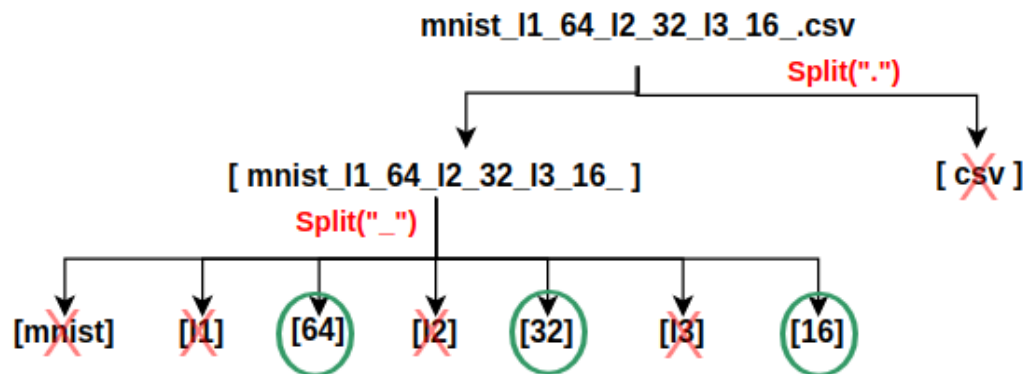 mnist_l1_64_l2_32_l3_16_.csv
Split(".")
[ mnist_l1_64_l2_32_l3_16_ ]
[ csv ]
Split("_")
[mnist] [l1] [64] [l2] [32] [l3] [16]